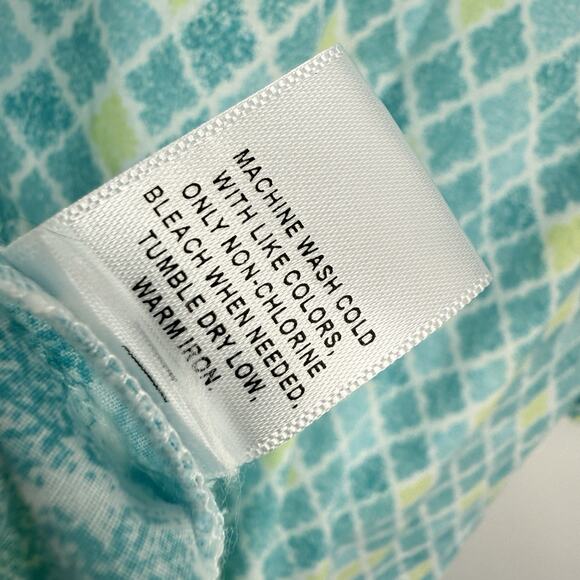 MACHINE WASH COLD
WITH LIKE COLORS,
ONLY NON-CHLORINE
BLEACH WHEN NEEDED,
TUMBLE DRY LOW,
WARM IRON.